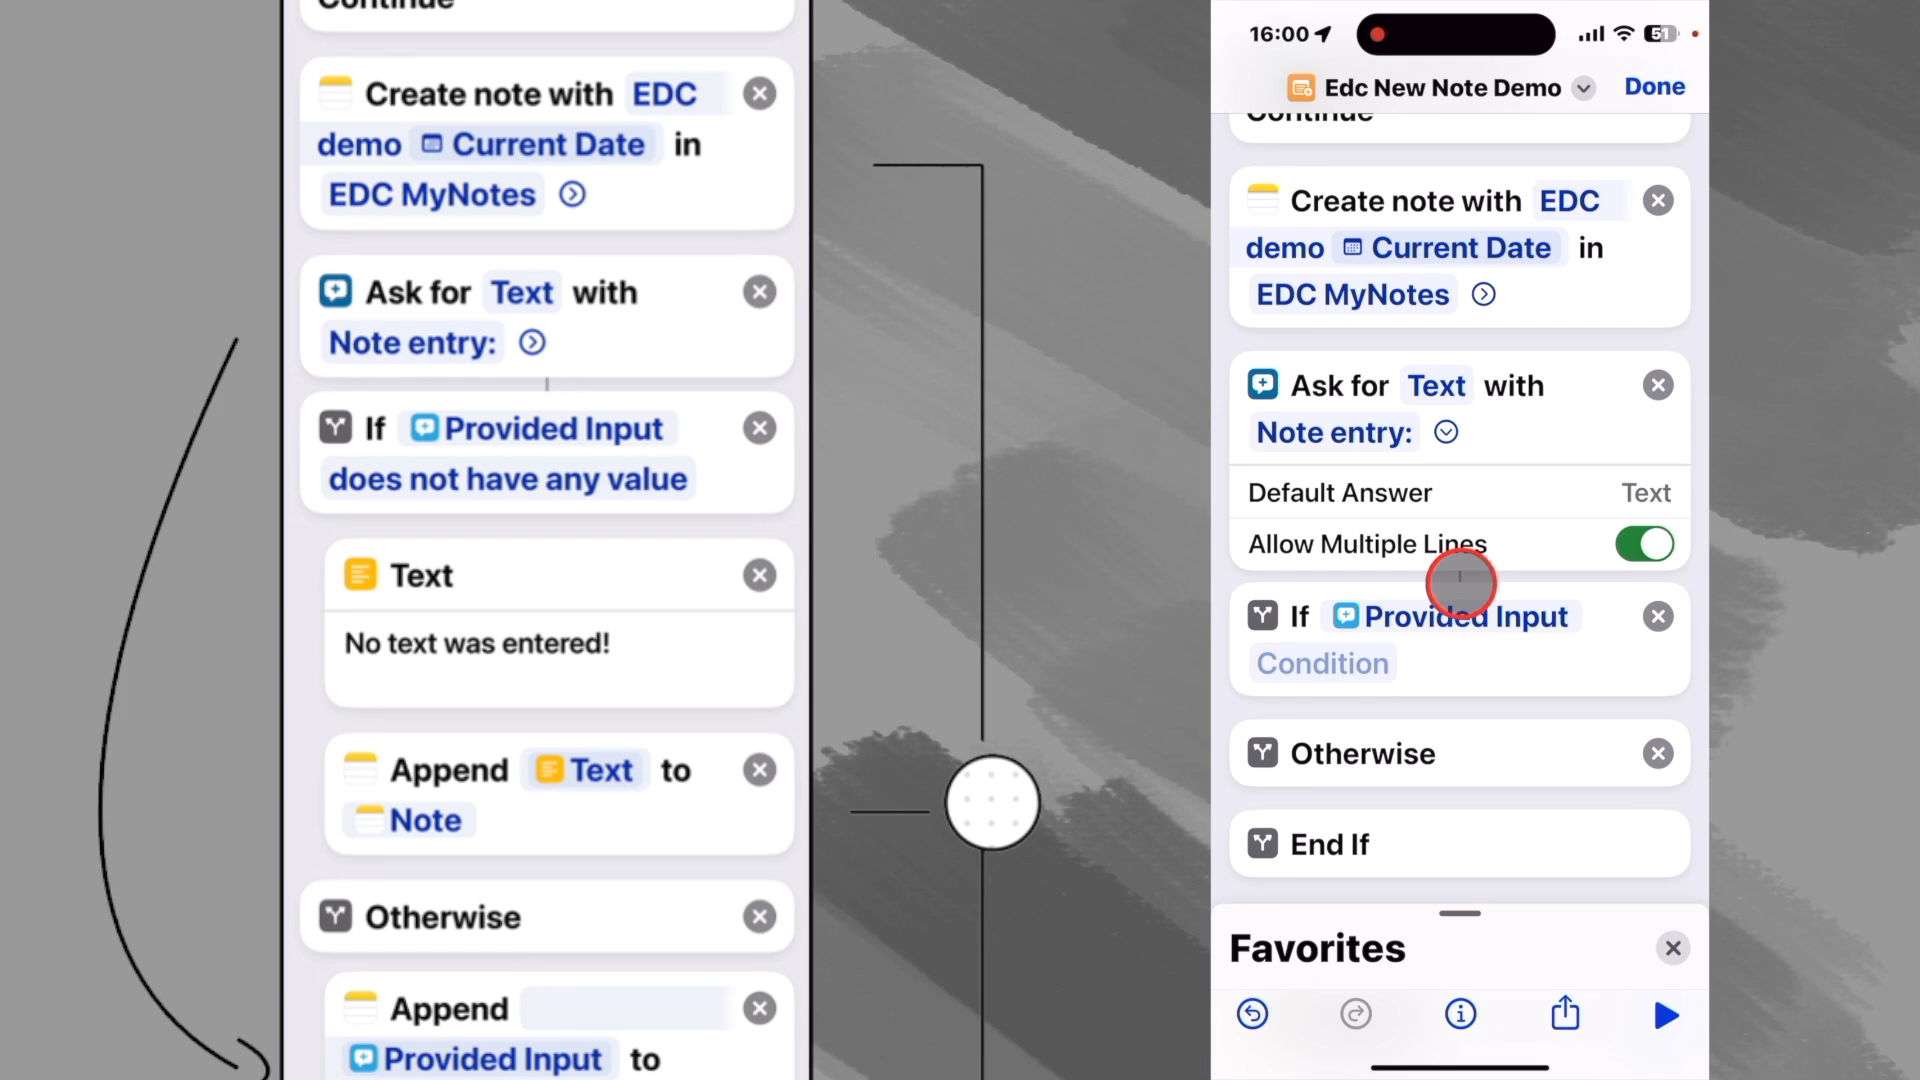 Continue
Create note with EDC
demo Current Date in
EDC MyNotes
Ask for Text with
Note entry:
If Provided Input
does not have any value
Text
No text was entered!
Append Text to
Note
Otherwise
Append
Provided Input to
16:00
51
Edc New Note Demo Done
Continue
Create note with EDC
demo Current Date in
EDC MyNotes
Ask for Text with
Note entry:
Default Answer Text
Allow Multiple Lines
If Provided Input
Condition
Otherwise
End If
Favorites